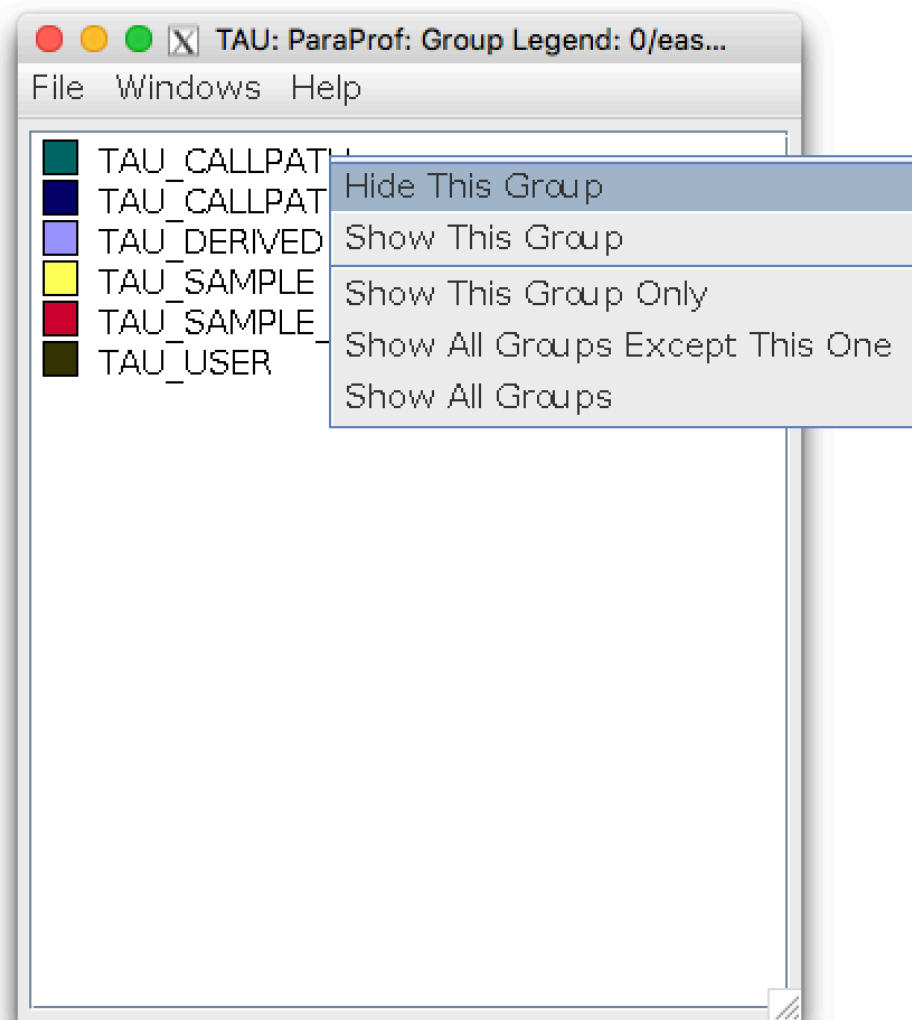 TAU: ParaProf: Group Legend: 0/eas...
File Windows Help
TAU_CALLPATH
TAU_CALLPAT
TAU_DERIVED
TAU_SAMPLE
TAU_SAMPLE_
TAU_USER
Hide This Group
Show This Group
Show This Group Only
Show All Groups Except This One
Show All Groups